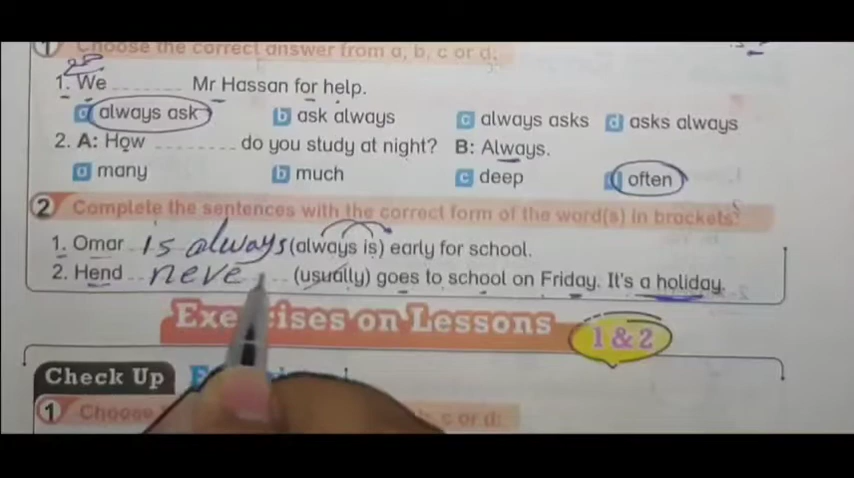 1 Choose the correct answer from a, b, c or d:
جمع
1. We ........ Mr Hassan for help.
a always ask b ask always c always asks d asks always
2. A: How ........ do you study at night? B: Always.
a many b much c deep d often
2 Complete the sentences with the correct form of the word(s) in brackets:
1. Omar is always (always is) early for school.
2. Hend neve (usually) goes to school on Friday. It's a holiday.
Exercises on Lessons 1 & 2
Check Up
1 Choose c or d: